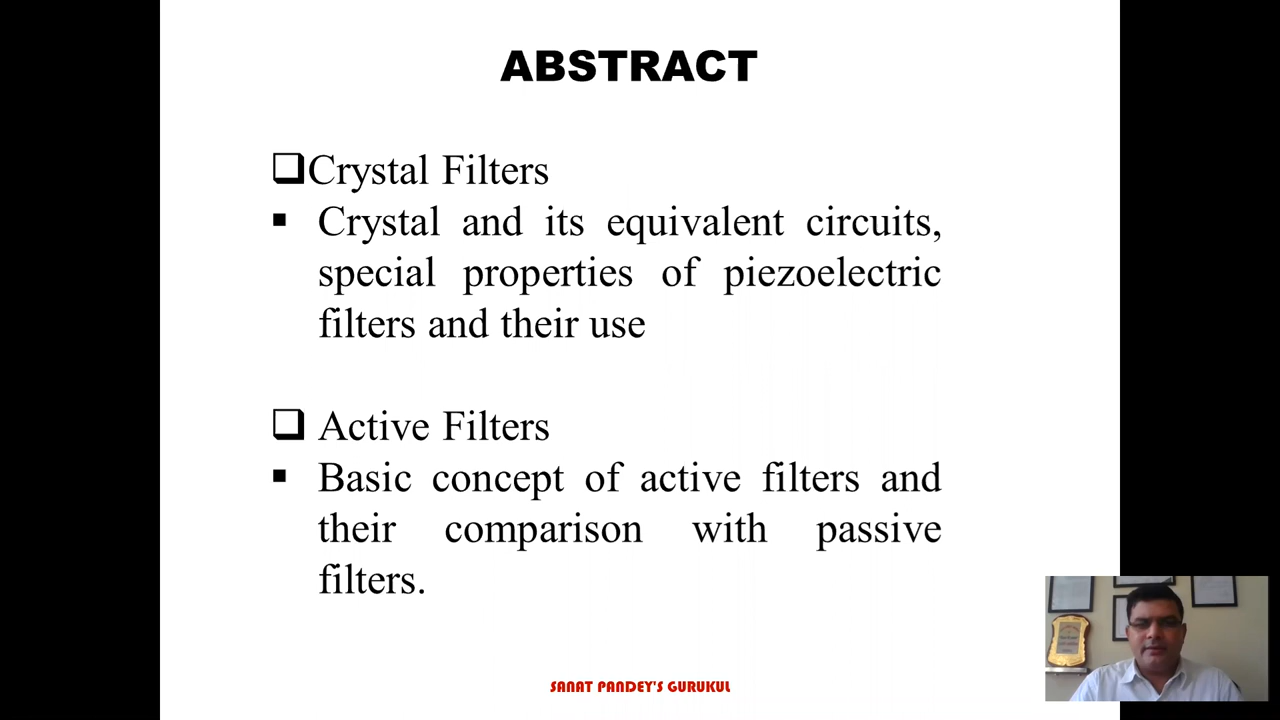 ABSTRACT
❑Crystal Filters
▪ Crystal and its equivalent circuits,
special properties of piezoelectric
filters and their use
❑ Active Filters
▪ Basic concept of active filters and
their comparison with passive
filters.
SANAT PANDEY'S GURUKUL